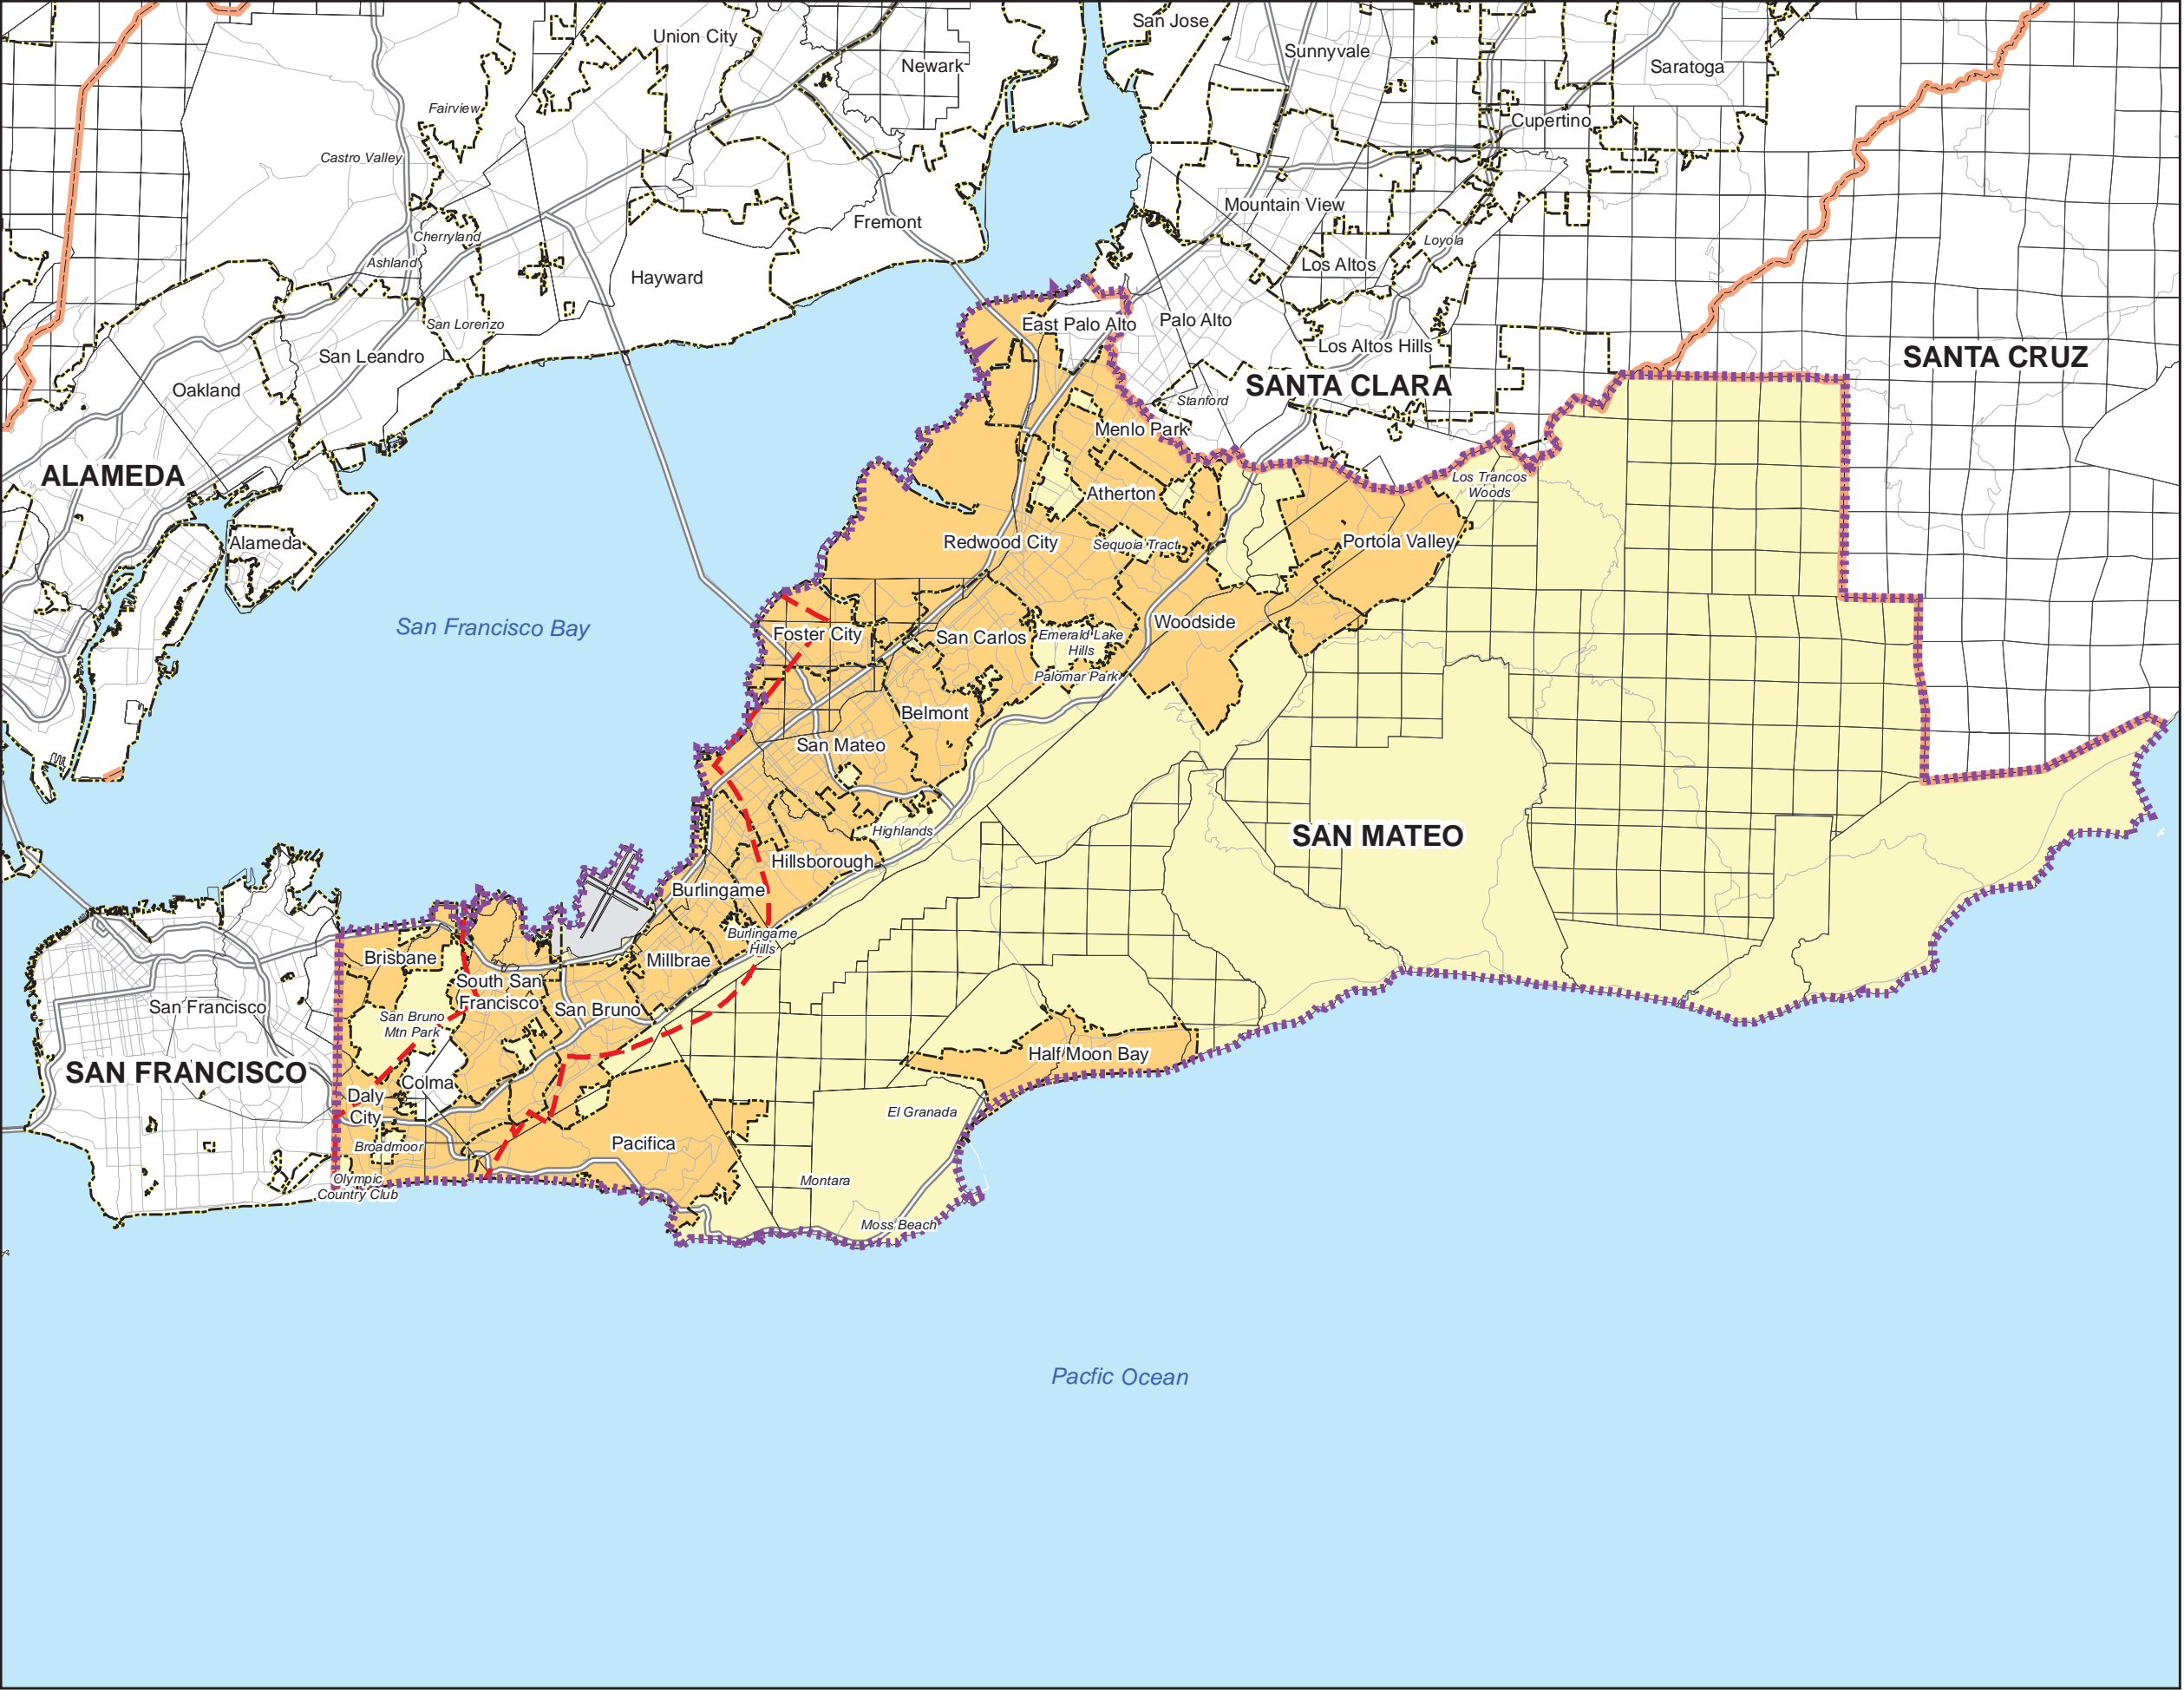 San Jose
Union City
Sunnyvale
Newark
Saratoga
Fairview
Cupertino
Castro Valley
Mountain View
Fremont
Cherryland
Loyola
Ashland
Los Altos
Hayward
San Lorenzo
East Palo Alto
Palo Alto
San Leandro
Los Altos Hills
SANTA CRUZ
Oakland
SANTA CLARA
Stanford
Menlo Park
ALAMEDA
Los Trancos
Woods
Atherton
Alameda
Redwood City
Sequoia Tract
Portola Valley
San Francisco Bay
Foster City
San Carlos
Emerald Lake
Hills
Woodside
Palomar Park
Belmont
San Mateo
Highlands
SAN MATEO
Hillsborough
Burlingame
Burlingame
Hills
Brisbane
Millbrae
South San
Francisco
San Francisco
San Bruno
San Bruno
Mtn Park
Half Moon Bay
SAN FRANCISCO
Colma
Daly
City
El Granada
Broadmoor
Pacifica
Olympic
Country Club
Montara
Moss Beach
Pacfic Ocean